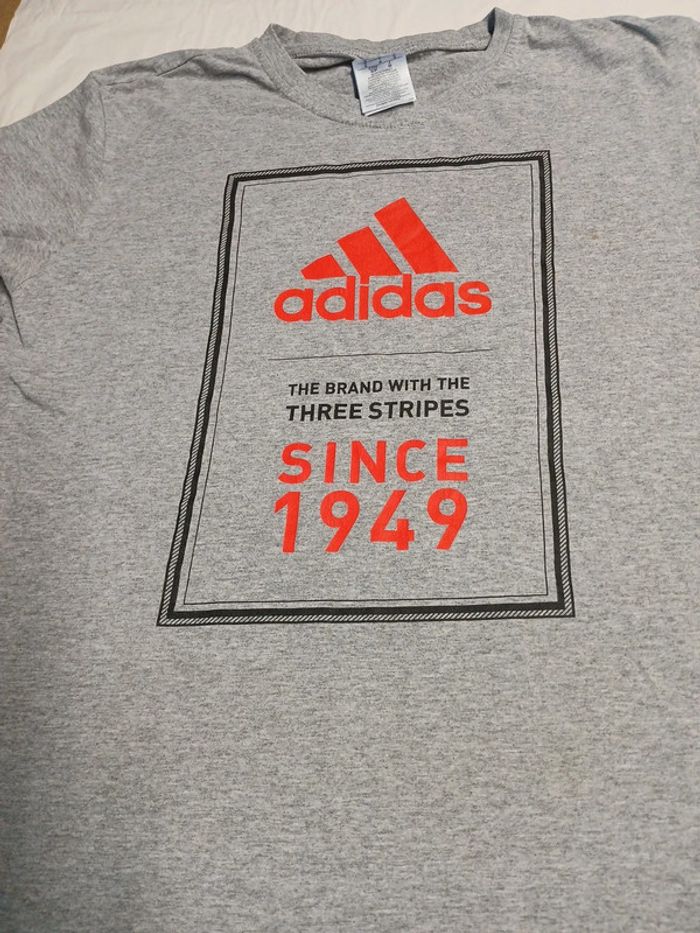 adidas
THE BRAND WITH THE
THREE STRIPES
SINCE
1949